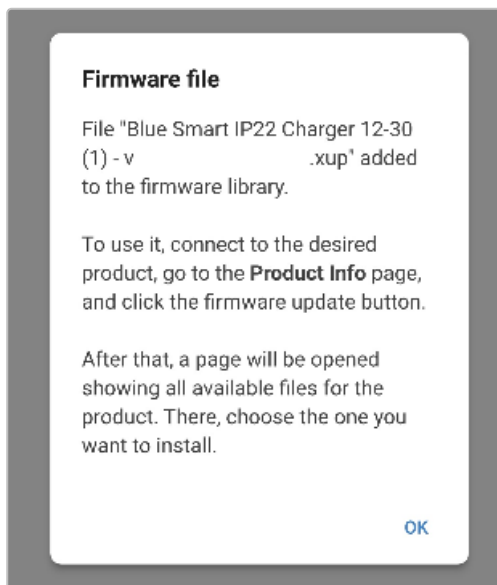 Firmware file
File "Blue Smart IP22 Charger 12-30
(1) - v .xup" added
to the firmware library.
To use it, connect to the desired
product, go to the Product Info page,
and click the firmware update button.
After that, a page will be opened
showing all available files for the
product. There, choose the one you
want to install.
OK